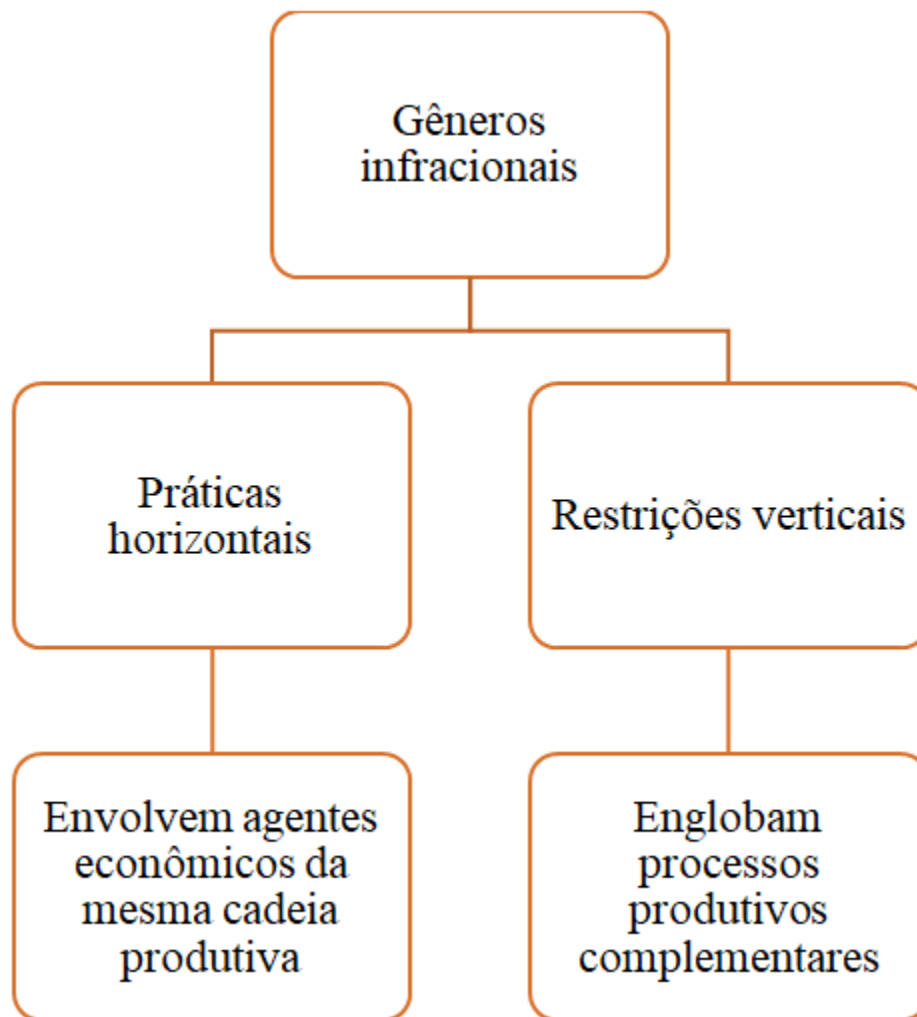 Gêneros
infracionais
Práticas
horizontais
Restrições verticais
Envolvem agentes
econômicos da
mesma cadeia
produtiva
Englobam
processos
produtivos
complementares